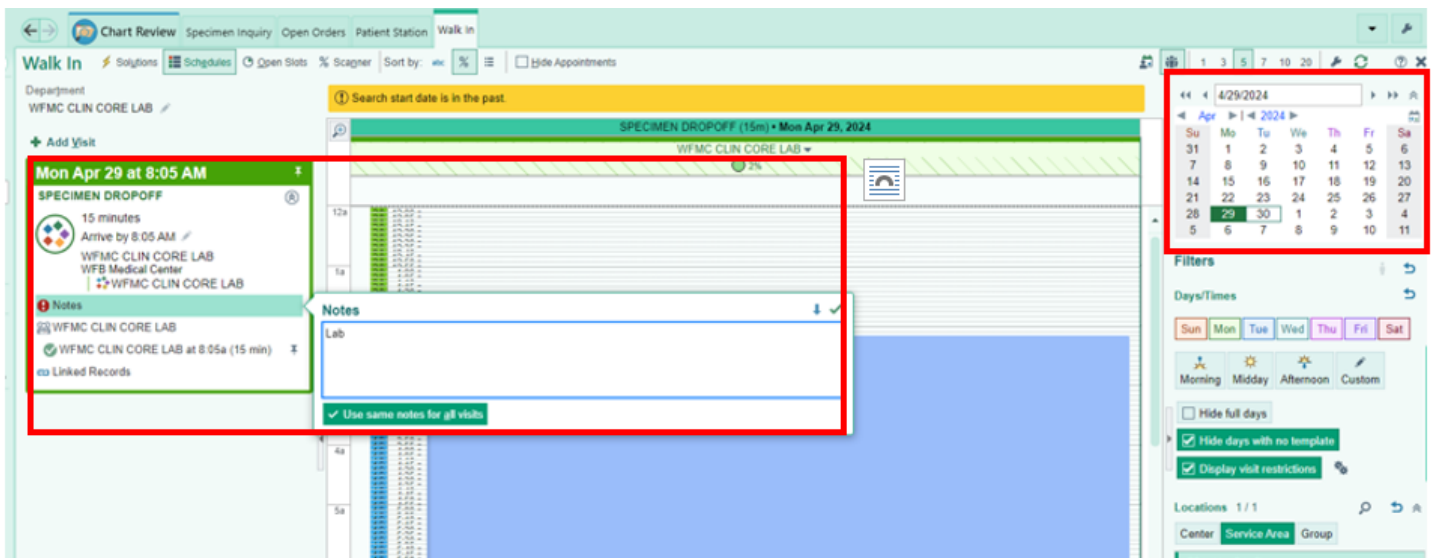 Chart Review Specimen Inquiry Open Orders Patient Station Walk In
Walk In Solutions Schedules Open Slots Scanner Sort by: abc % Hide Appointments 1 3 5 7 10 20
Department
WFMC CLIN CORE LAB
Add Visit
Mon Apr 29 at 8:05 AM
SPECIMEN DROPOFF
15 minutes
Arrive by 8:05 AM
WFMC CLIN CORE LAB
WFB Medical Center
WFMC CLIN CORE LAB
Notes
WFMC CLIN CORE LAB
WFMC CLIN CORE LAB at 8:05a (15 min)
Linked Records
Search start date is in the past.
SPECIMEN DROPOFF (15m) • Mon Apr 29, 2024
WFMC CLIN CORE LAB
2%
12a
1a
Notes
Lab
Use same notes for all visits
4a
5a
4/29/2024
Apr 2024
Su Mo Tu We Th Fr Sa
31 1 2 3 4 5 6
7 8 9 10 11 12 13
14 15 16 17 18 19 20
21 22 23 24 25 26 27
28 29 30 1 2 3 4
5 6 7 8 9 10 11
Filters
Days/Times
Sun Mon Tue Wed Thu Fri Sat
Morning Midday Afternoon Custom
Hide full days
Hide days with no template
Display visit restrictions
Locations 1/1
Center Service Area Group